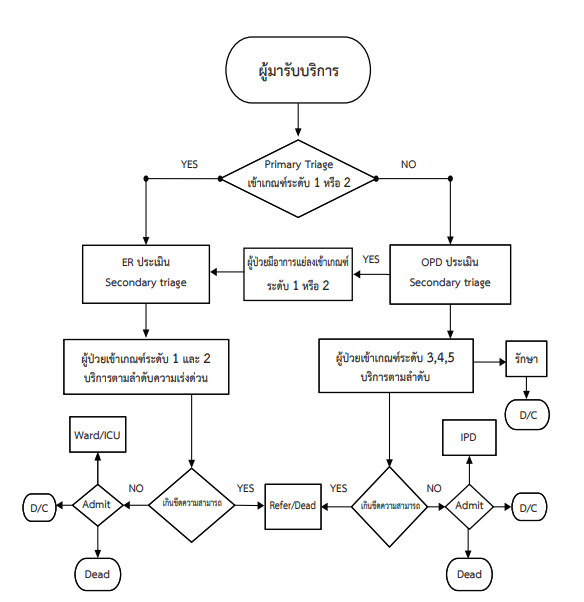 ผู้มารับบริการ
Primary Triage
เข้าเกณฑ์ระดับ 1 หรือ 2
YES
NO
ER ประเมิน
Secondary triage
ผู้ป่วยมีอาการแย่ลงเข้าเกณฑ์
ระดับ 1 หรือ 2
YES
OPD ประเมิน
Secondary triage
ผู้ป่วยเข้าเกณฑ์ระดับ 1 และ 2
บริการตามลำดับความเร่งด่วน
ผู้ป่วยเข้าเกณฑ์ระดับ 3,4,5
บริการตามลำดับ
รักษา
D/C
Ward/ICU
IPD
D/C
Admit
NO
เกินขีดความสามารถ
YES
Refer/Dead
YES
เกินขีดความสามารถ
NO
Admit
D/C
Dead
Dead